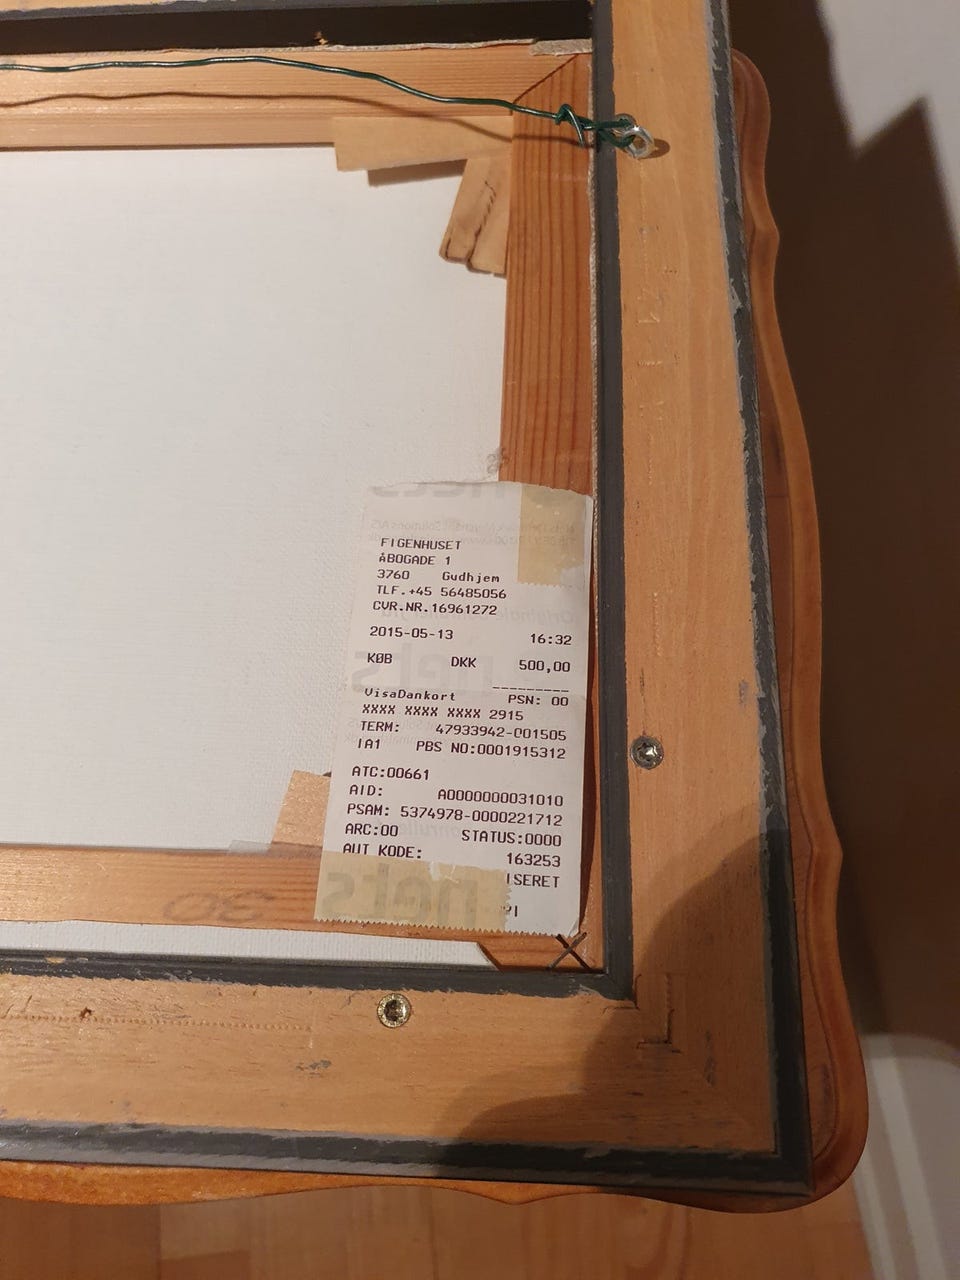 FIGENHUSET
ÅBOGADE 1
3760 Gudhjem
TLF.+45 56485056
CVR.NR.16961272
2015-05-13 16:32
KØB DKK 500,00
VisaDankort PSN: 00
XXXX XXXX XXXX 2915
TERM: 47933942-001505
IA1 PBS NO:0001915312
ATC:00661
AID: A0000000031010
PSAM: 5374978-0000221712
ARC:00 STATUS:0000
AUT KODE: 163253
nets
30